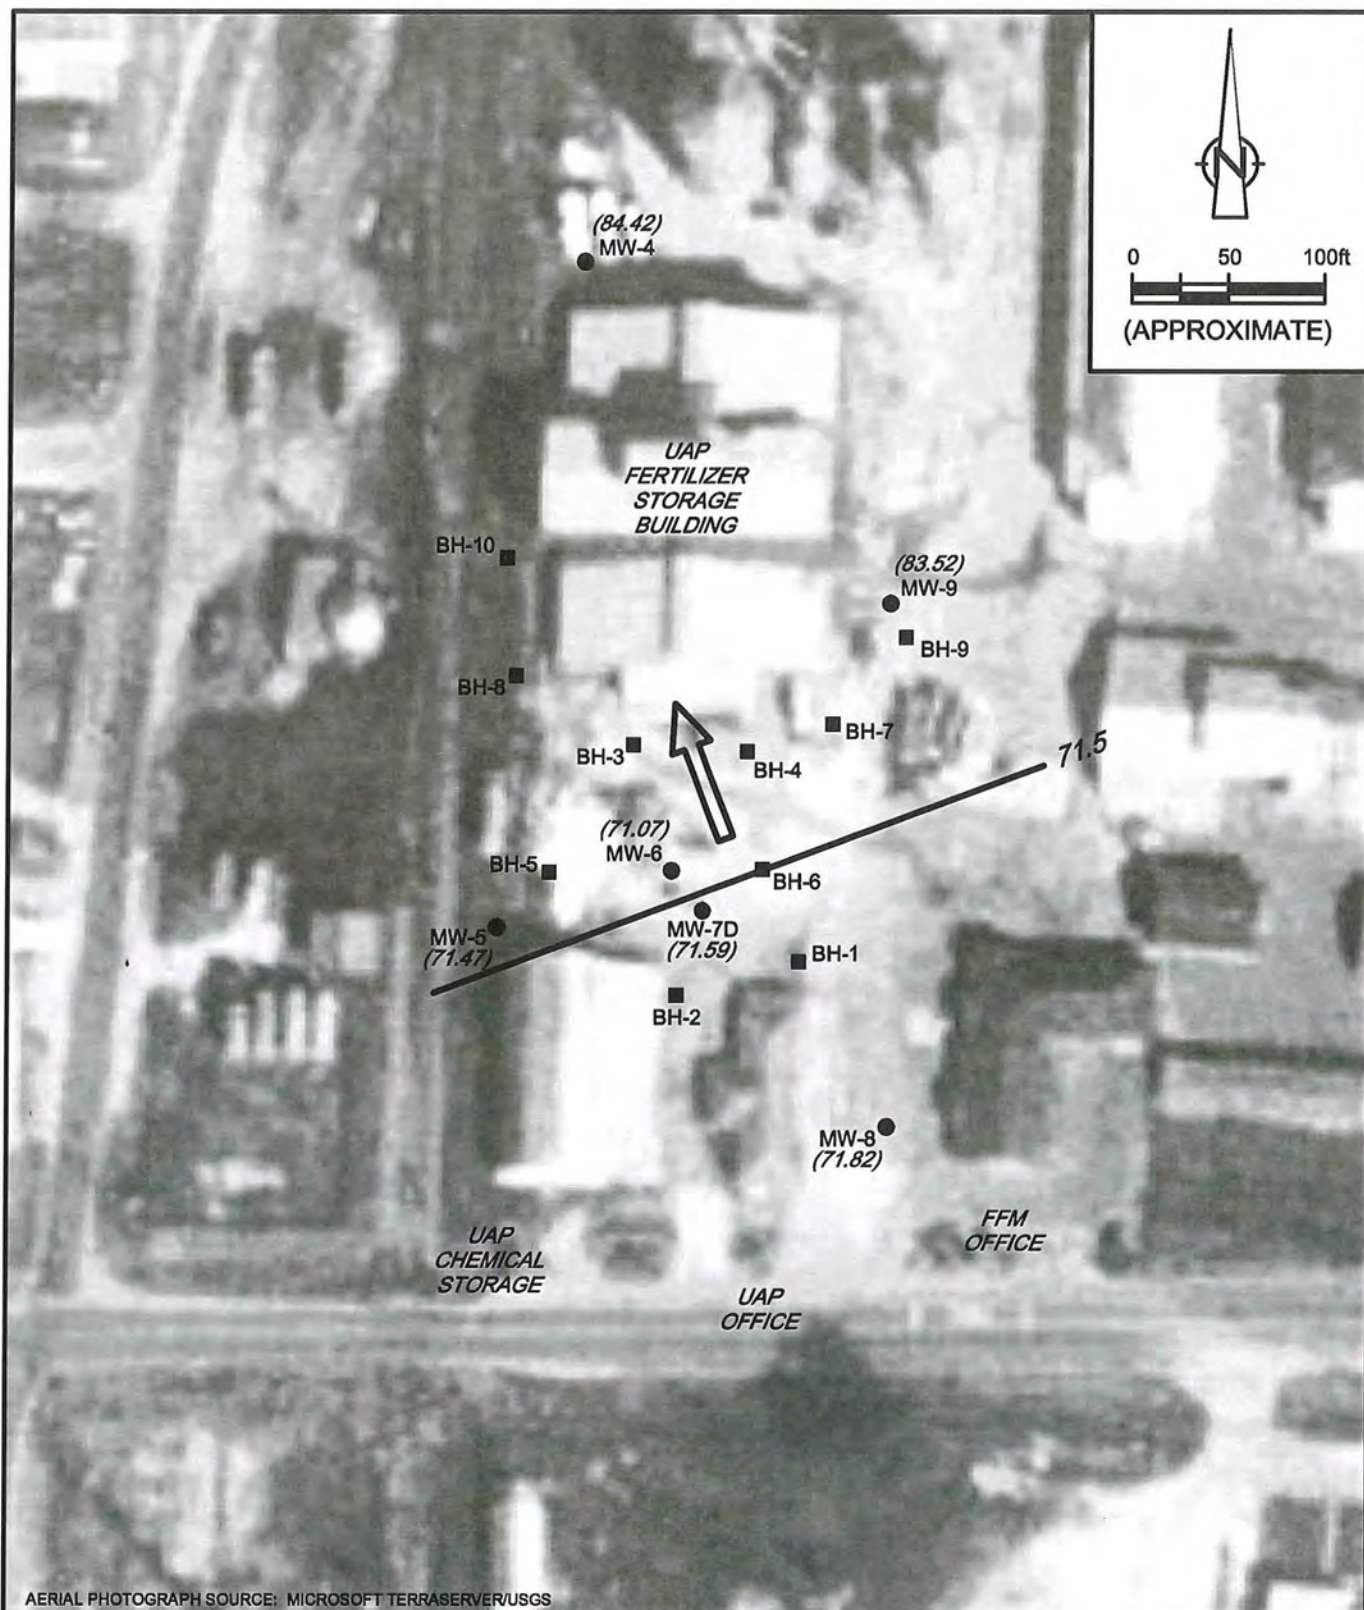 N
0 50 100ft
(APPROXIMATE)
(84.42)
MW-4
UAP
FERTILIZER
STORAGE
BUILDING
BH-10
(83.52)
MW-9
BH-9
BH-8
BH-7
BH-3
BH-4
71.5
(71.07)
MW-6
BH-5
BH-6
MW-5
(71.47)
MW-7D
(71.59)
BH-1
BH-2
MW-8
(71.82)
UAP
CHEMICAL
STORAGE
FFM
OFFICE
UAP
OFFICE
AERIAL PHOTOGRAPH SOURCE: MICROSOFT TERRASERVER/USGS